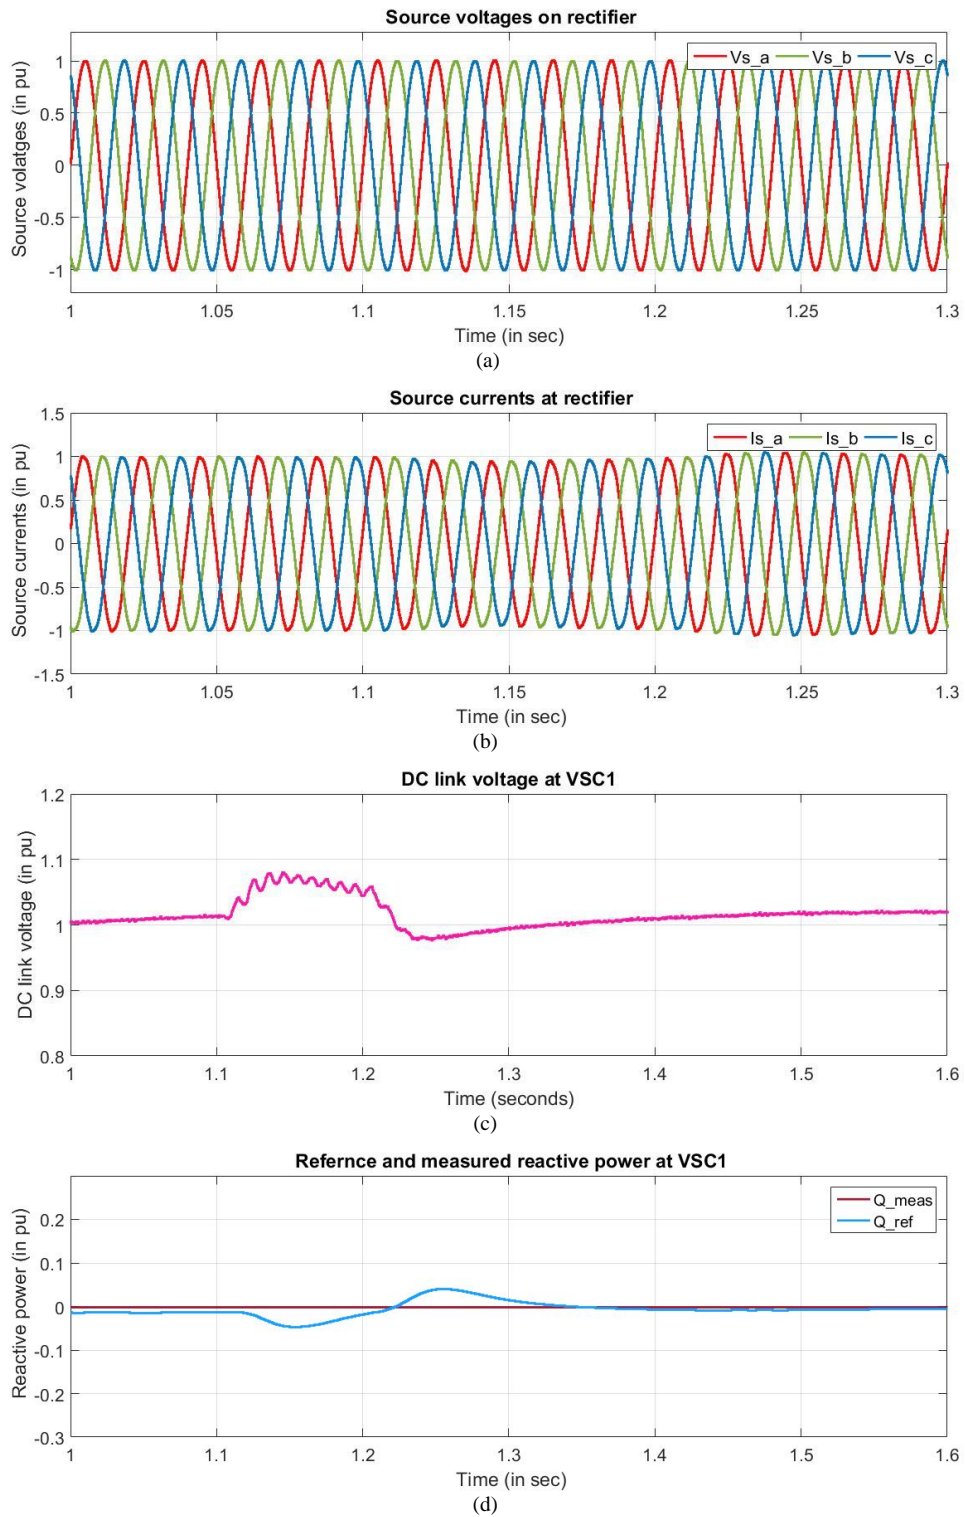 Source voltages on rectifier
Vs_a Vs_b Vs_c
Source volatges (in pu)
1
0.5
0
-0.5
-1
1 1.05 1.1 1.15 1.2 1.25 1.3
Time (in sec)
(a)
Source currents at rectifier
Is_a Is_b Is_c
Source currents (in pu)
1.5
1
0.5
0
-0.5
-1
-1.5
1 1.05 1.1 1.15 1.2 1.25 1.3
Time (in sec)
(b)
DC link voltage at VSC1
DC link voltage (in pu)
1.2
1.1
1
0.9
0.8
1 1.1 1.2 1.3 1.4 1.5 1.6
Time (seconds)
(c)
Refernce and measured reactive power at VSC1
Q_meas
Q_ref
Reactive power (in pu)
0.2
0.1
0
-0.1
-0.2
-0.3
1 1.1 1.2 1.3 1.4 1.5 1.6
Time (in sec)
(d)